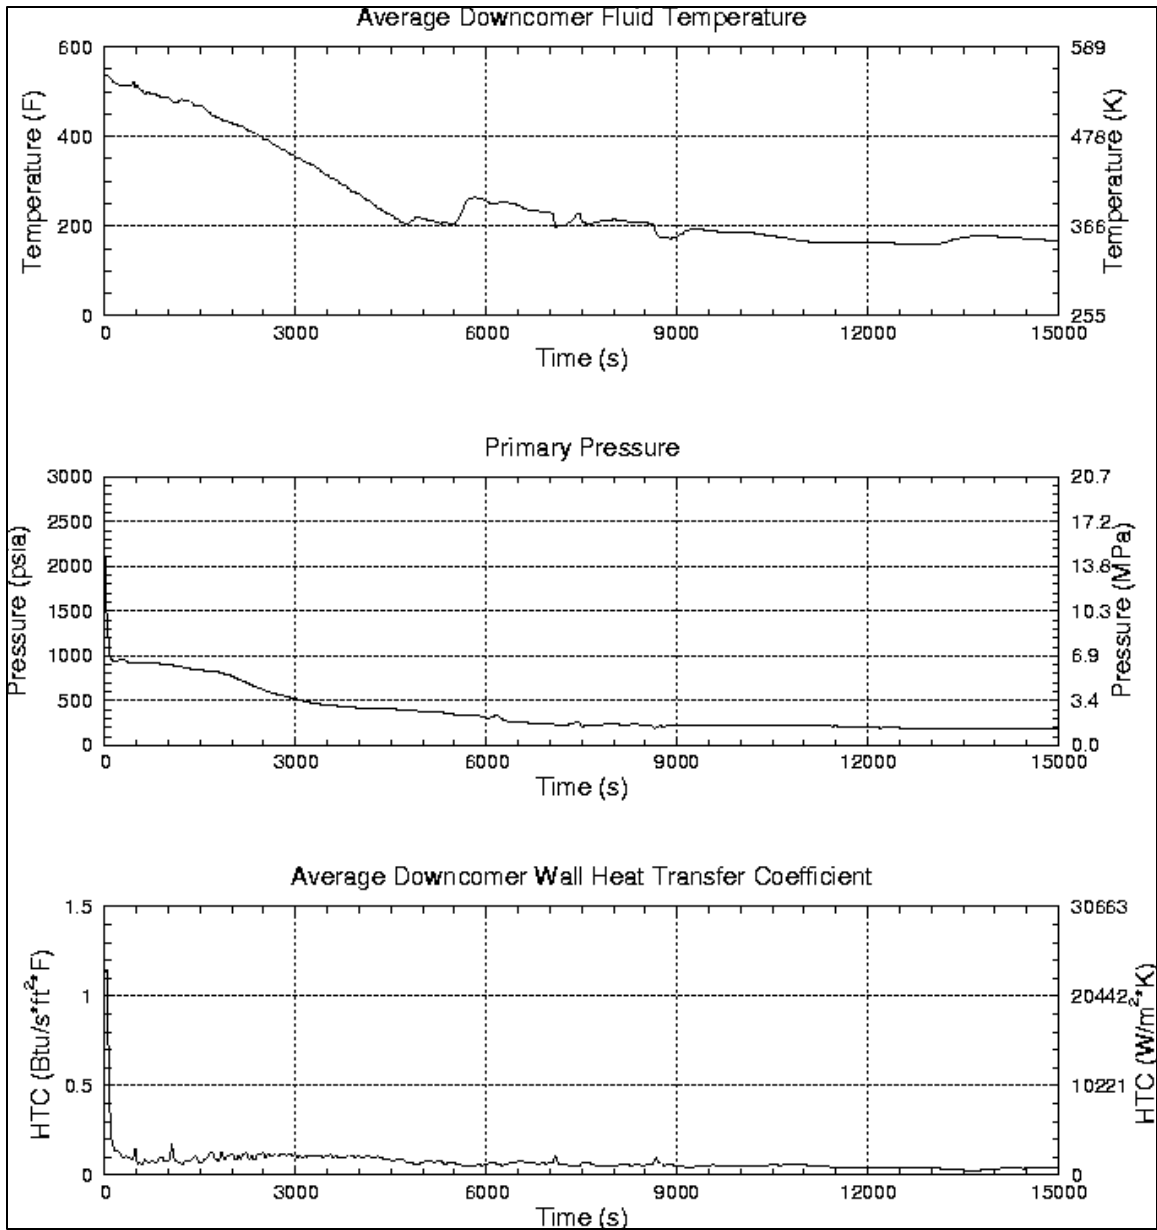 Average Downcomer Fluid Temperature
600
589
400
478
200
366
0
255
Temperature (F)
Temperature (K)
0 3000 6000 9000 12000 15000
Time (s)
Primary Pressure
3000
20.7
2500
17.2
2000
13.8
1500
10.3
1000
6.9
500
3.4
0
0.0
Pressure (psia)
Pressure (MPa)
0 3000 6000 9000 12000 15000
Time (s)
Average Downcomer Wall Heat Transfer Coefficient
1.5
30663
1
20442
0.5
10221
0
0
HTC (Btu/s*ft²*F)
HTC (W/m²*K)
0 3000 6000 9000 12000 15000
Time (s)